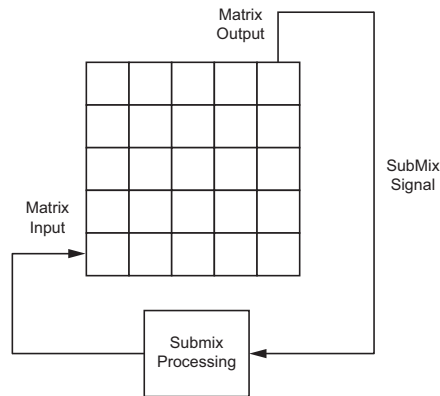 Matrix
Output
SubMix
Signal
Matrix
Input
Submix
Processing